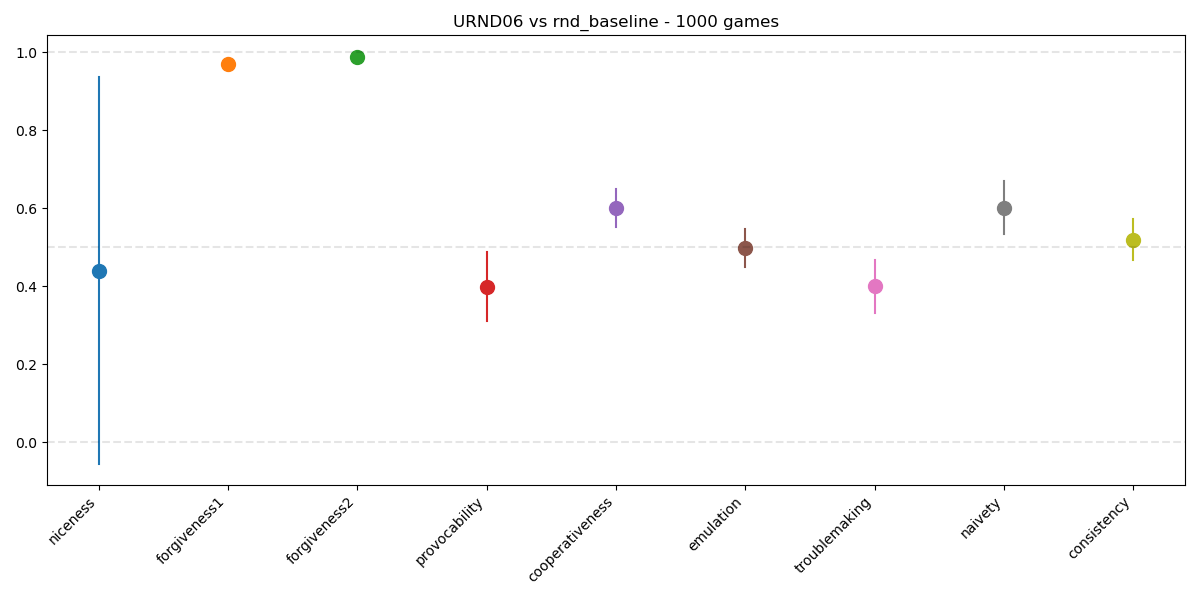 URND06 vs rnd_baseline - 1000 games
1.0
0.8
0.6
0.4
0.2
0.0
niceness
forgiveness1
forgiveness2
provocability
cooperativeness
emulation
troublemaking
naivety
consistency